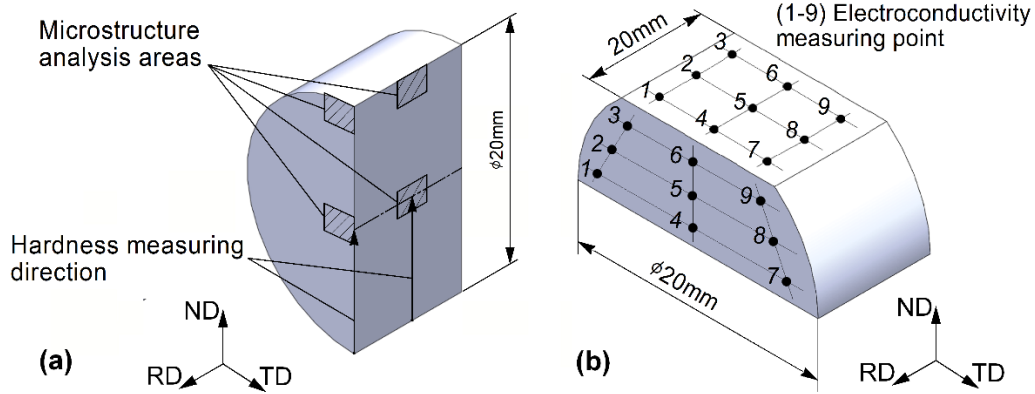 Microstructure
analysis areas
ϕ20mm
Hardness measuring
direction
ND
RD
TD
(a)
(1-9) Electroconductivity
measuring point
20mm
3
2
6
1
5
9
4
8
7
3
2
6
1
5
9
4
8
7
ϕ20mm
ND
RD
TD
(b)